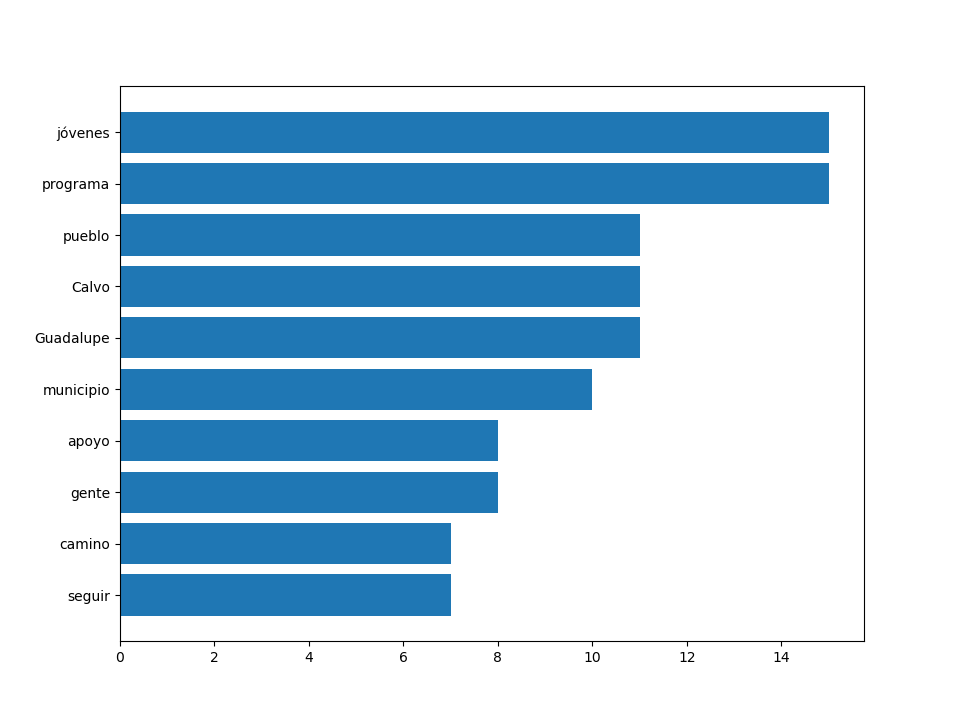 jóvenes
programa
pueblo
Calvo
Guadalupe
municipio
apoyo
gente
camino
seguir
0 2 4 6 8 10 12 14